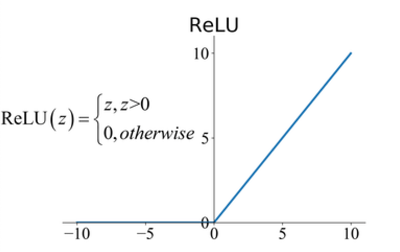 ReLU
10
ReLU(z) = { z, z>0
0, otherwise
5
0
−10 −5 0 5 10